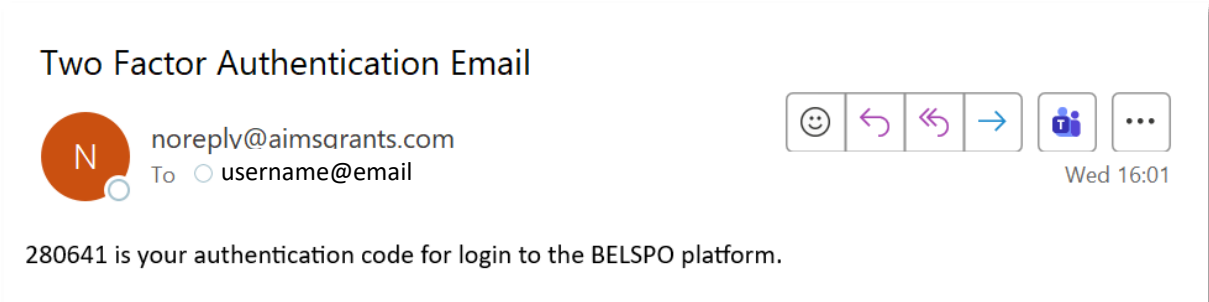 Two Factor Authentication Email
N
noreply@aimsgrants.com
To username@email
T
Wed 16:01
280641 is your authentication code for login to the BELSPO platform.